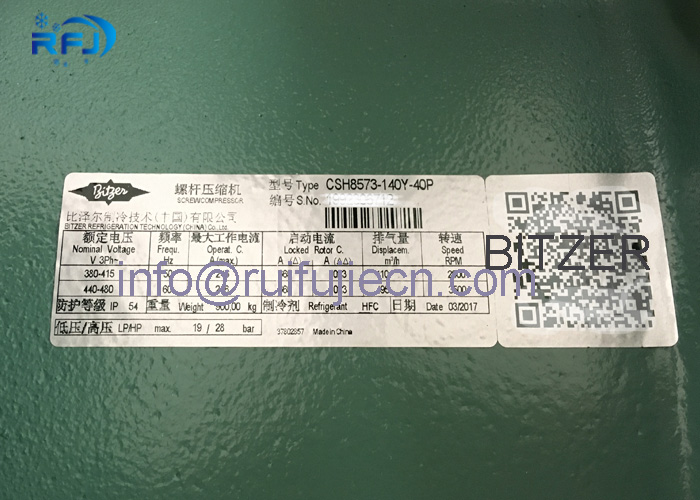 RFJ
Bitzer
螺杆压缩机
SCREWCOMPRESSOR
型号 Type CSH8573-140Y-40P
编号 S.No.
比泽尔制冷技术(中国)有限公司
BITZER REFRIGERATION TECHNOLOGY(CHINA) Co.,Ltd.
额定电压 频率 最大工作电流 启动电流 排气量 转速
Nominal Voltage Frequ. Operat. C. Locked Rotor C. Displacem. Speed
V 3Ph~ Hz A(max.) m³/h RPM
380-415 50
440-480 60
BITZER
info@ruifujiecn.com
防护等级 IP 54 重量 Weight kg 制冷剂 Refrigerant HFC 日期 Date 03/2017
低压/高压 LP/HP max. 19 / 28 bar
37802957 Made in China